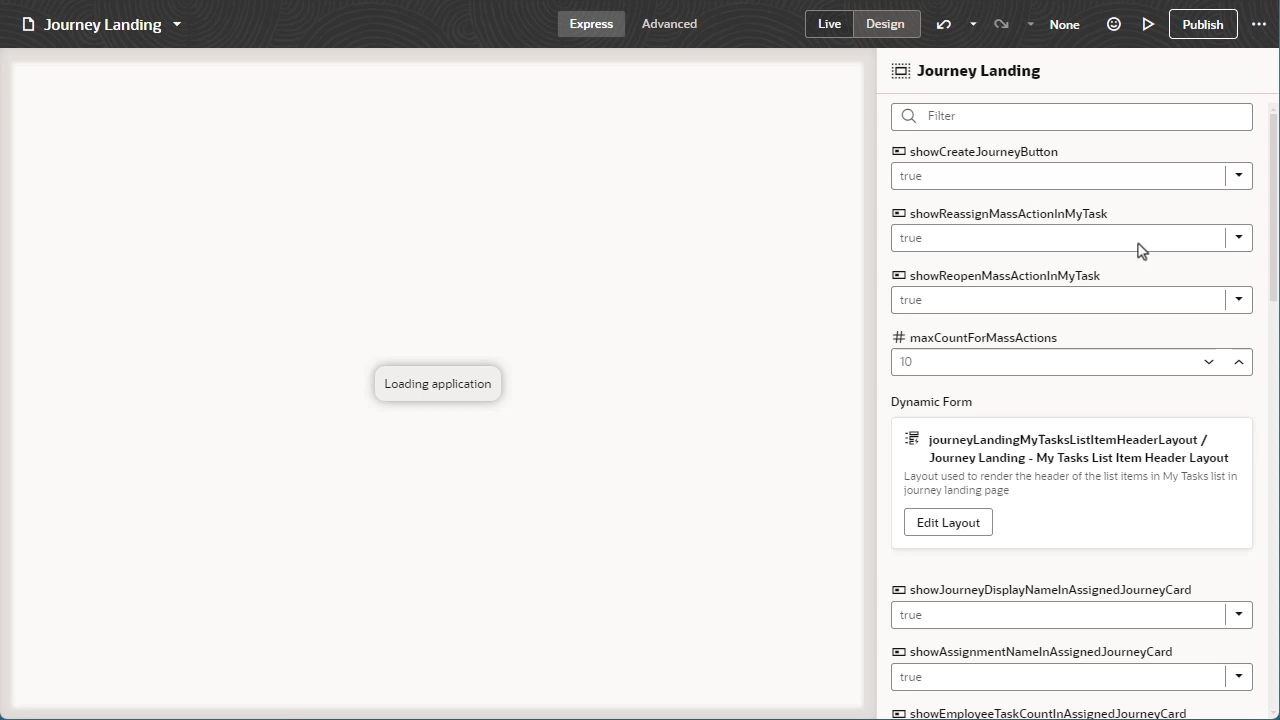 Journey Landing
Express
Advanced
Live
Design
None
Publish
Journey Landing
Filter
showCreateJourneyButton
true
showReassignMassActionInMyTask
true
showReopenMassActionInMyTask
true
maxCountForMassActions
10
Dynamic Form
journeyLandingMyTasksListItemHeaderLayout /
Journey Landing - My Tasks List Item Header Layout
Layout used to render the header of the list items in My Tasks list in
journey landing page
Edit Layout
Loading application
showJourneyDisplayNameInAssignedJourneyCard
true
showAssignmentNameInAssignedJourneyCard
true
showEmployeeTaskCountInAssignedJourneyCard